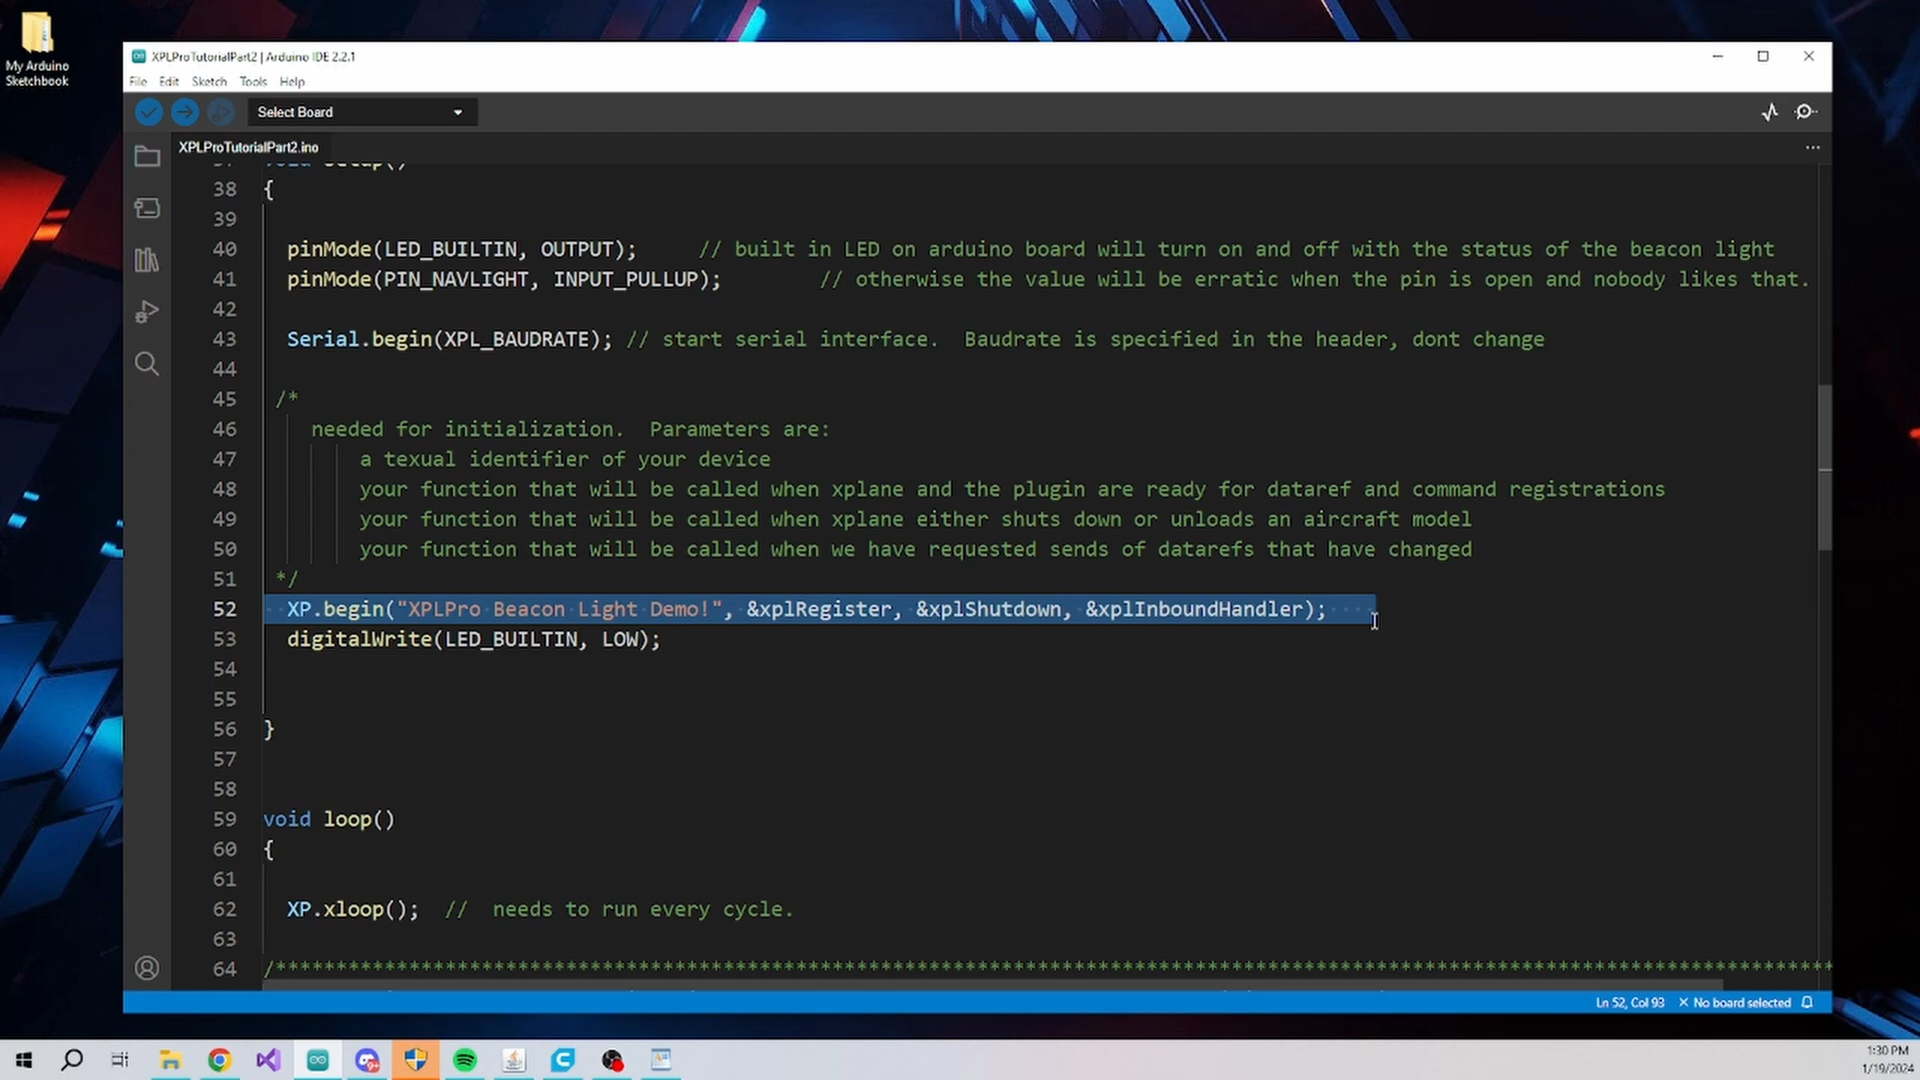 My Arduino
Sketchbook
XPLProTutorialPart2 | Arduino IDE 2.2.1
File Edit Sketch Tools Help
Select Board
XPLProTutorialPart2.ino
38 {
39
40 pinMode(LED_BUILTIN, OUTPUT); // built in LED on arduino board will turn on and off with the status of the beacon light
41 pinMode(PIN_NAVLIGHT, INPUT_PULLUP); // otherwise the value will be erratic when the pin is open and nobody likes that.
42
43 Serial.begin(XPL_BAUDRATE); // start serial interface. Baudrate is specified in the header, dont change
44
45 /*
46 needed for initialization. Parameters are:
47 a texual identifier of your device
48 your function that will be called when xplane and the plugin are ready for dataref and command registrations
49 your function that will be called when xplane either shuts down or unloads an aircraft model
50 your function that will be called when we have requested sends of datarefs that have changed
51 */
52 XP.begin("XPLPro Beacon Light Demo!", &xplRegister, &xplShutdown, &xplInboundHandler);
53 digitalWrite(LED_BUILTIN, LOW);
54
55
56 }
57
58
59 void loop()
60 {
61
62 XP.xloop(); // needs to run every cycle.
63
64 /******************************************************************************************************************************
Ln 52, Col 93 × No board selected
1:30 PM
1/19/2024